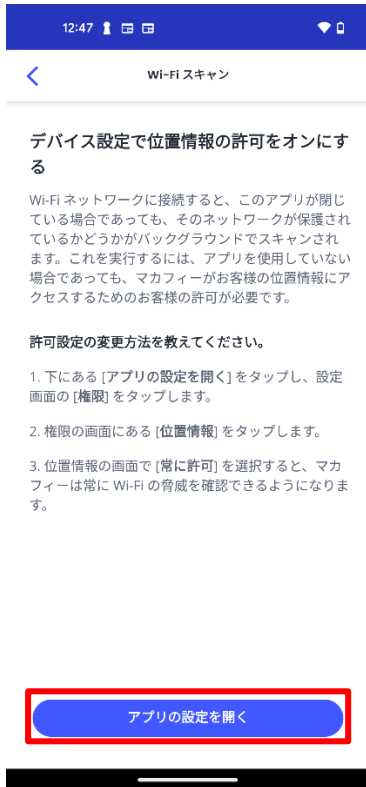 12:47
Wi-Fi スキャン
デバイス設定で位置情報の許可をオンにす
る
Wi-Fi ネットワークに接続すると、このアプリが閉じ
ている場合であっても、そのネットワークが保護され
ているかどうかがバックグラウンドでスキャンされ
ます。これを実行するには、アプリを使用していない
場合であっても、マカフィーがお客様の位置情報にア
クセスするためのお客様の許可が必要です。
許可設定の変更方法を教えてください。
1. 下にある [アプリの設定を開く] をタップし、設定
画面の [権限] をタップします。
2. 権限の画面にある [位置情報] をタップします。
3. 位置情報の画面で [常に許可] を選択すると、マカ
フィーは常に Wi-Fi の脅威を確認できるようになりま
す。
アプリの設定を開く